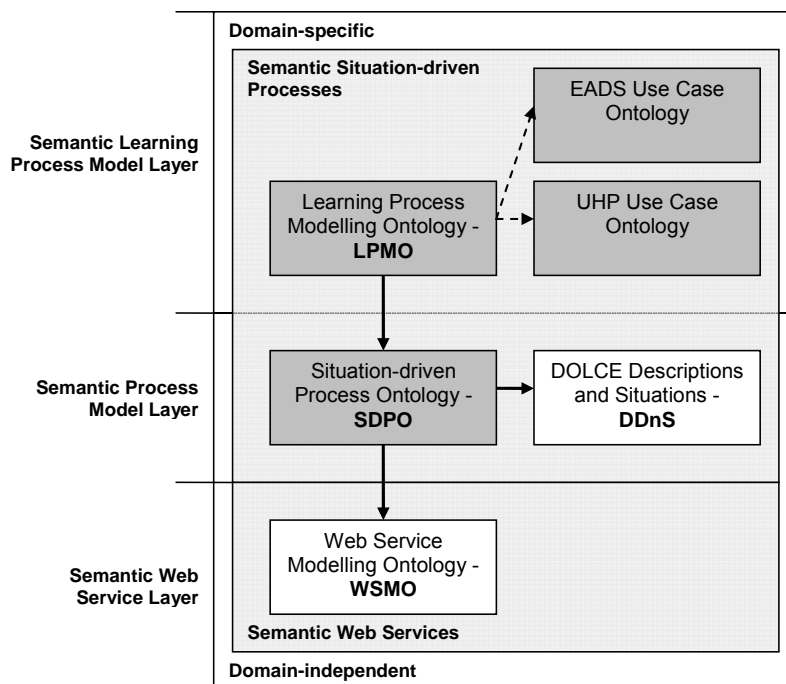 Domain-specific
Semantic Situation-driven
Processes
EADS Use Case
Ontology
Semantic Learning
Process Model Layer
Learning Process
Modelling Ontology -
LPMO
UHP Use Case
Ontology
Semantic Process
Model Layer
Situation-driven
Process Ontology -
SDPO
DOLCE Descriptions
and Situations -
DDnS
Semantic Web
Service Layer
Web Service
Modelling Ontology -
WSMO
Semantic Web Services
Domain-independent